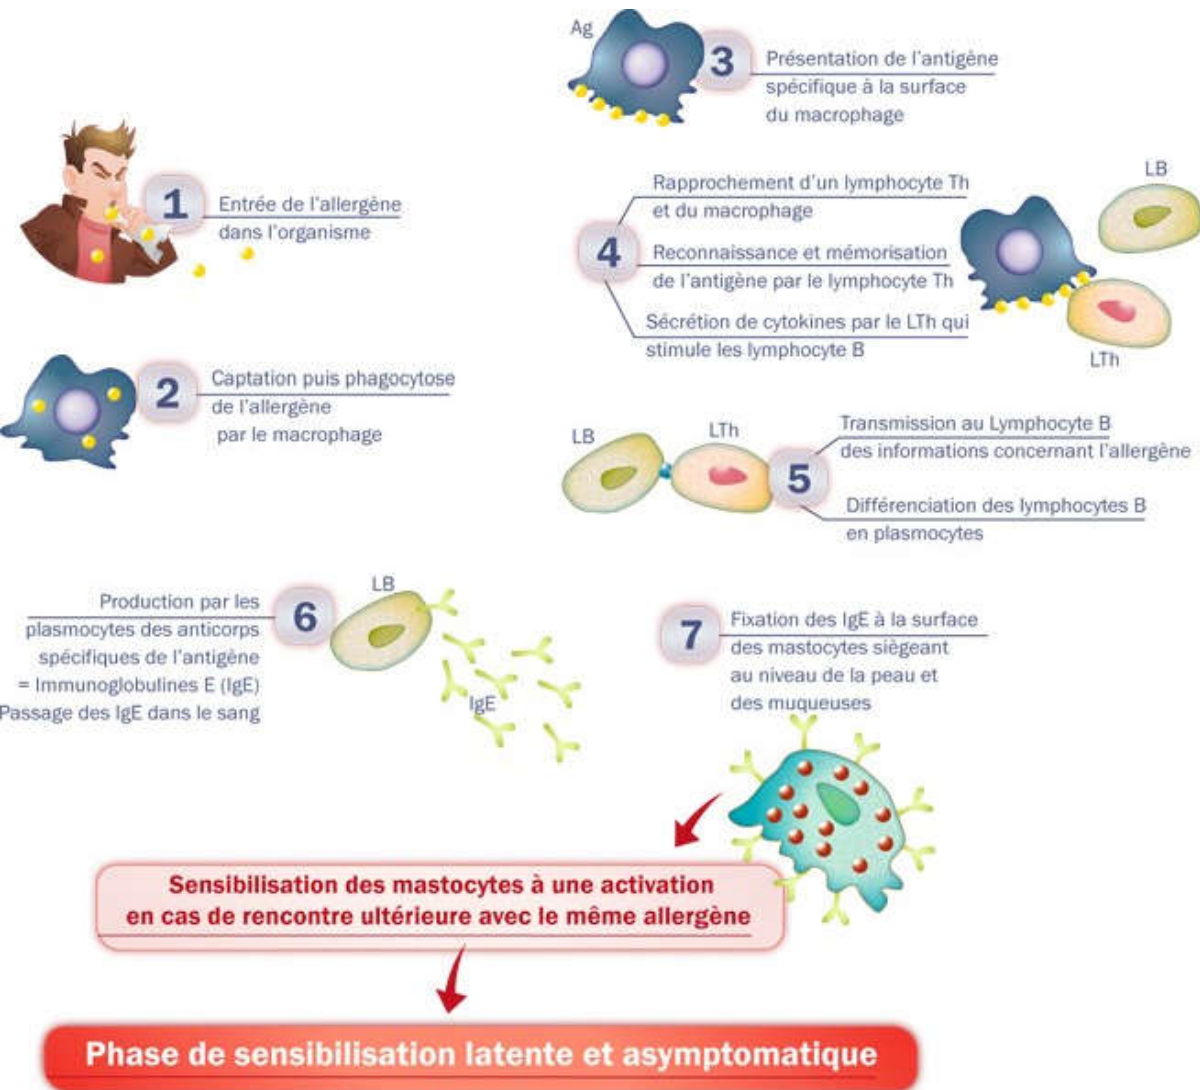 1
Entrée de l'allergène
dans l'organisme
2
Captation puis phagocytose
de l'allergène
par le macrophage
Ag
3
Présentation de l'antigène
spécifique à la surface
du macrophage
4
Rapprochement d'un lymphocyte Th
et du macrophage
Reconnaissance et mémorisation
de l'antigène par le lymphocyte Th
Sécrétion de cytokines par le LTh qui
stimule les lymphocyte B
LB
LTh
LB
LTh
5
Transmission au Lymphocyte B
des informations concernant l'allergène
Différenciation des lymphocytes B
en plasmocytes
6
Production par les
plasmocytes des anticorps
spécifiques de l'antigène
= Immunoglobulines E (IgE)
Passage des IgE dans le sang
LB
IgE
7
Fixation des IgE à la surface
des mastocytes siègeant
au niveau de la peau et
des muqueuses
Sensibilisation des mastocytes à une activation
en cas de rencontre ultérieure avec le même allergène
Phase de sensibilisation latente et asymptomatique